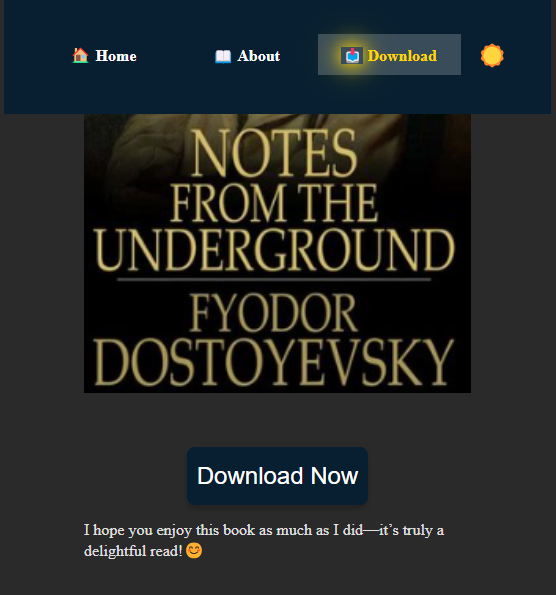 Home
About
Download
NOTES
FROM THE
UNDERGROUND
FYODOR
DOSTOYEVSKY
Download Now
I hope you enjoy this book as much as I did—it’s truly a
delightful read! 😊